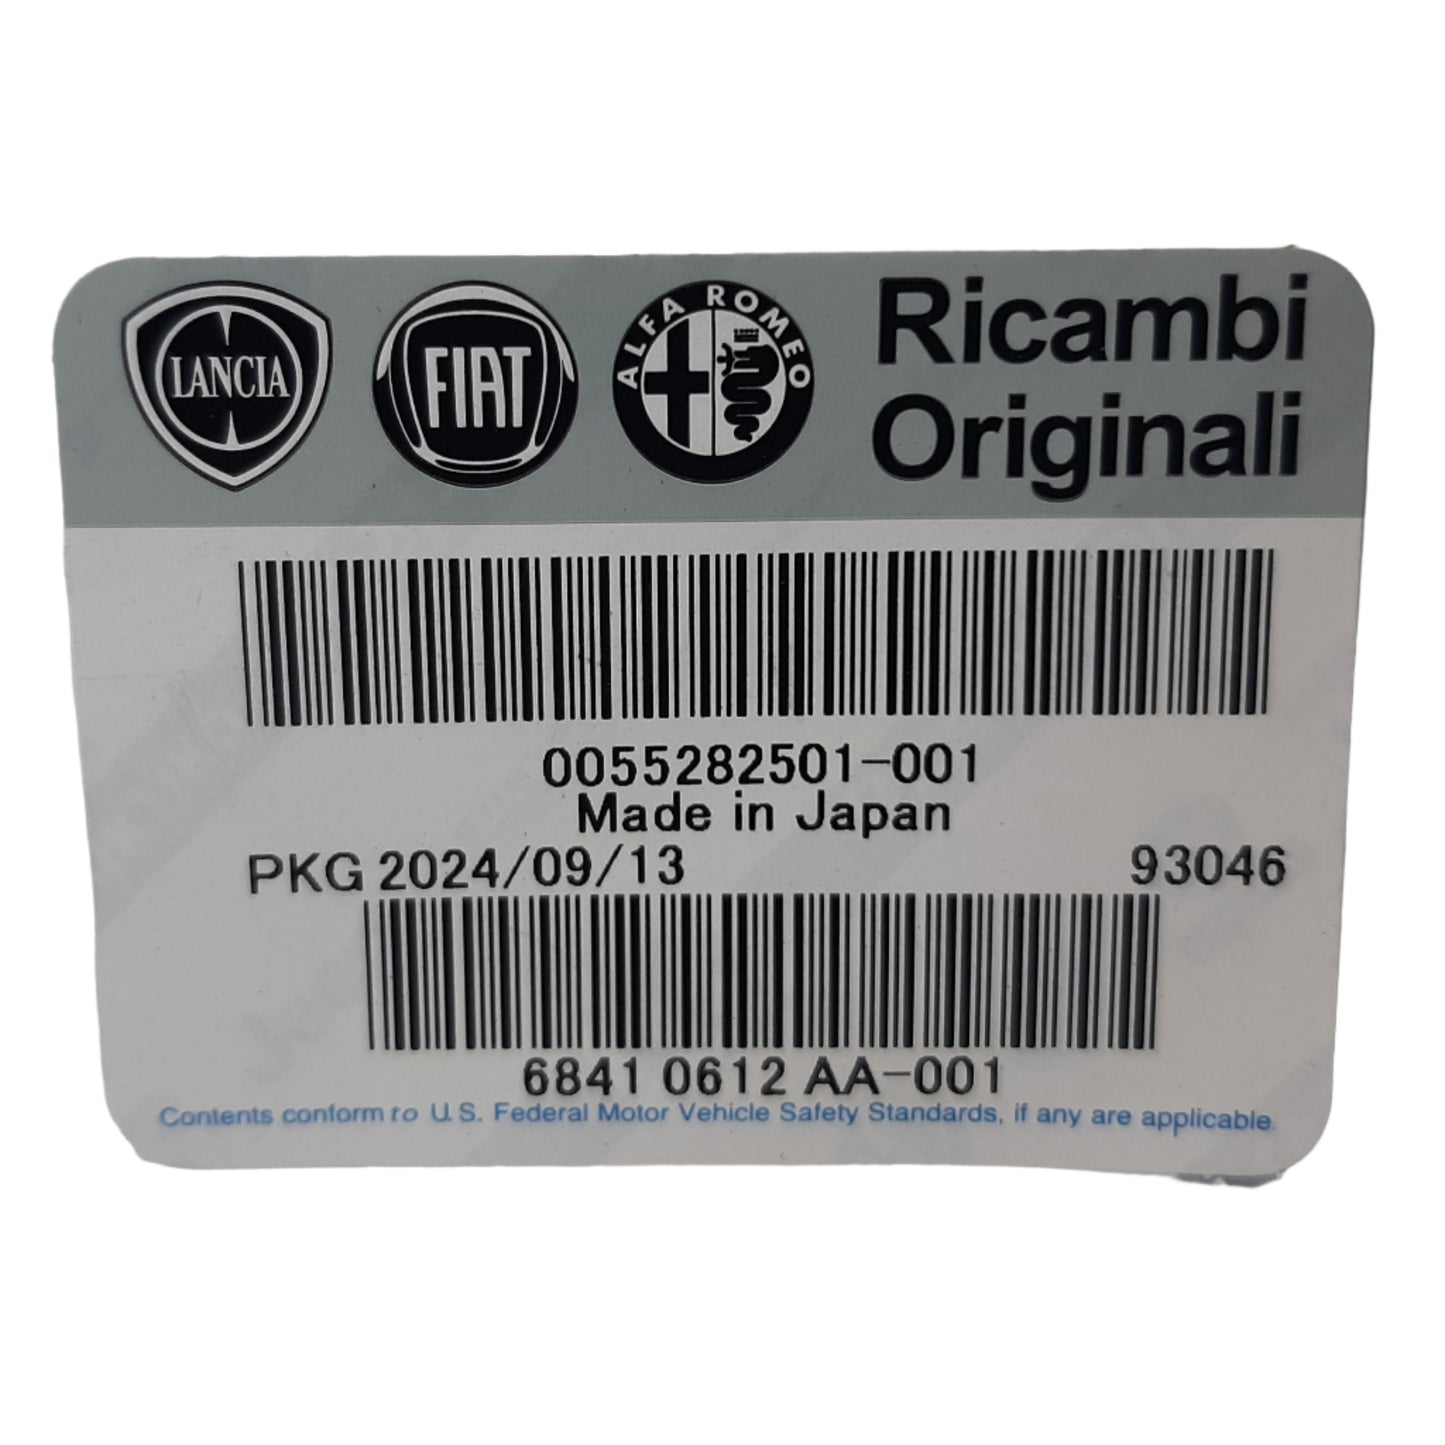 LANCIA
FIAT
ALFA ROMEO
Ricambi
Originali
0055282501-001
Made in Japan
PKG 2024/09/13 93046
6841 0612 AA-001
Contents conform to U.S. Federal Motor Vehicle Safety Standards, if any are applicable.